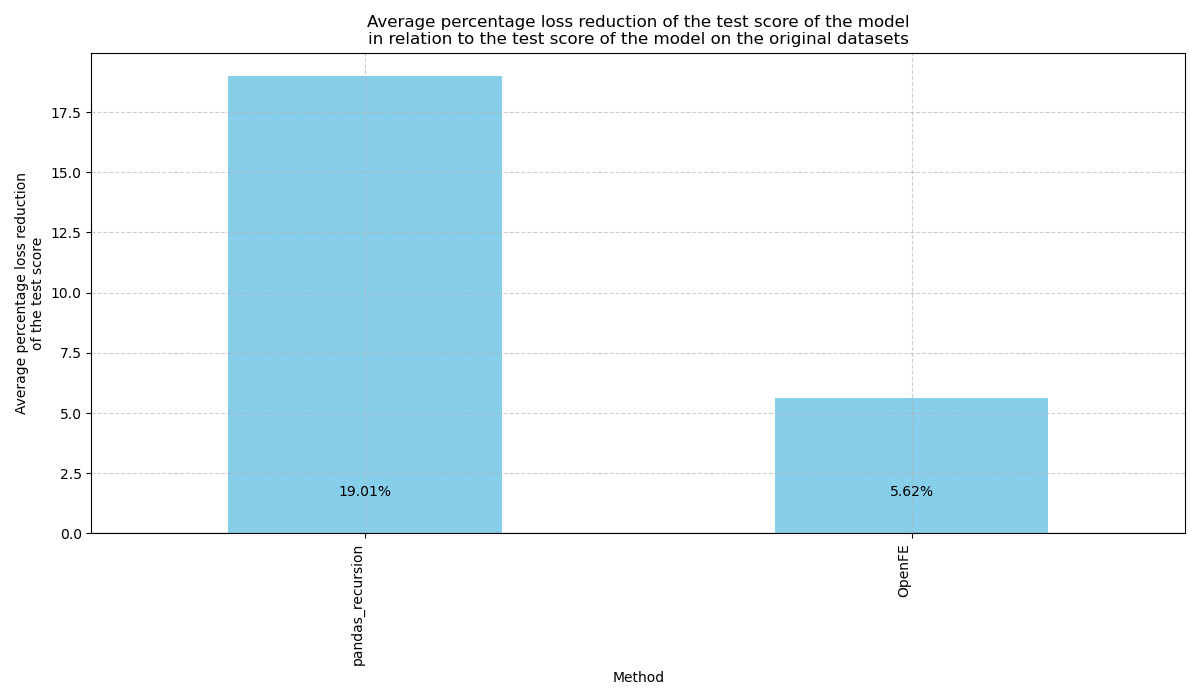 Average percentage loss reduction of the test score of the model
in relation to the test score of the model on the original datasets
Average percentage loss reduction
of the test score
17.5
15.0
12.5
10.0
7.5
5.0
2.5
0.0
19.01%
5.62%
pandas_recursion
OpenFE
Method